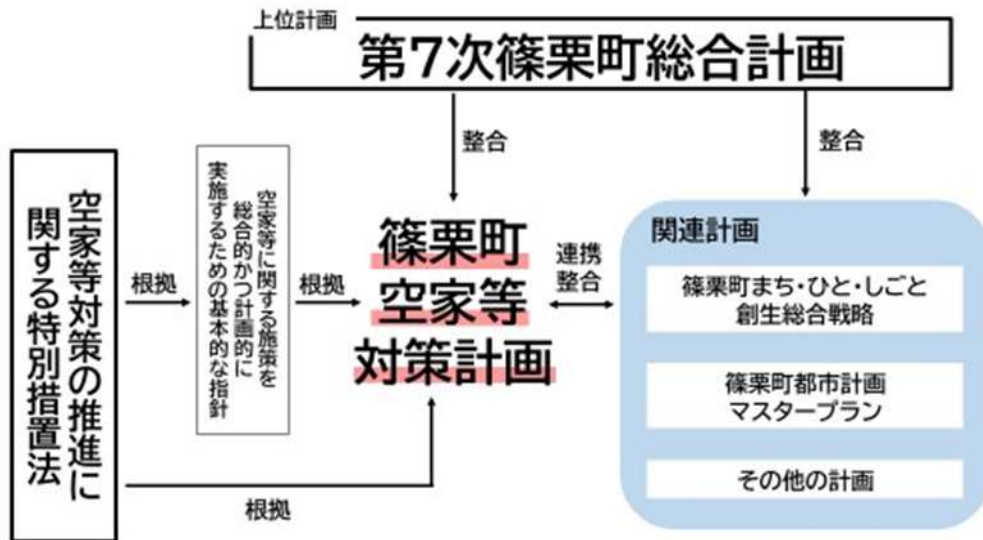 上位計画
第7次篠栗町総合計画
整合
整合
空家等対策の推進に
関する特別措置法
根拠
空家等に関する施策を
総合的かつ計画的に
実施するための基本的な指針
根拠
篠栗町
空家等
対策計画
連携
整合
関連計画
篠栗町まち・ひと・しごと
創生総合戦略
篠栗町都市計画
マスタープラン
その他の計画
根拠